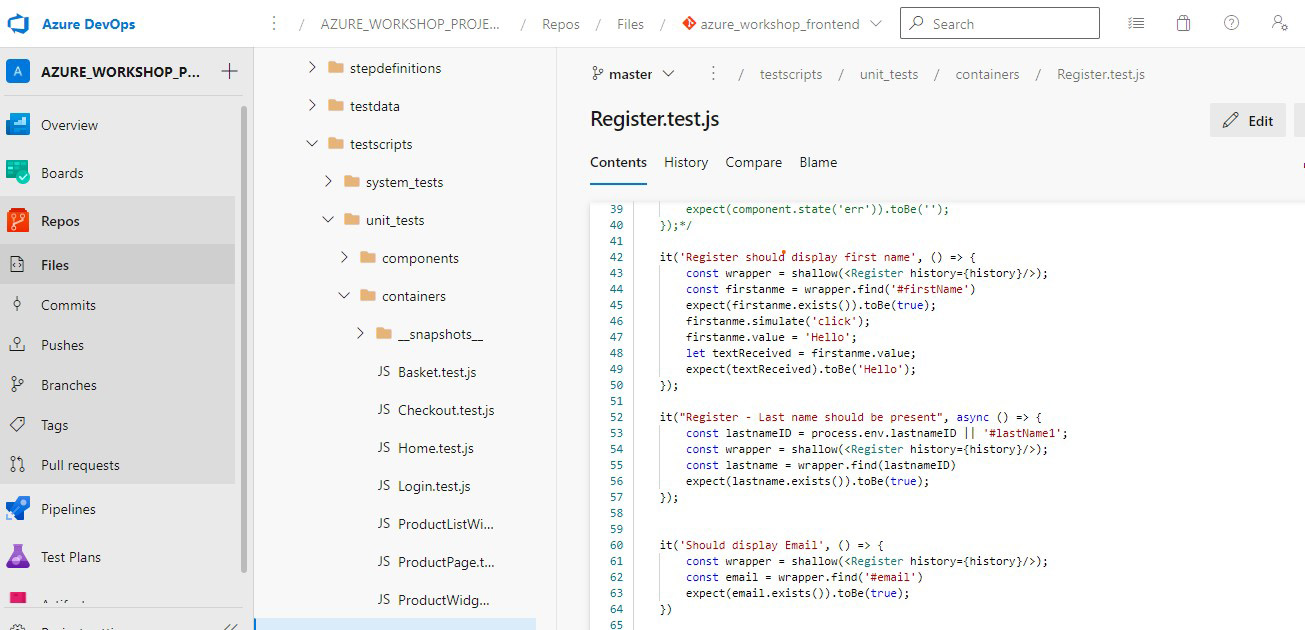 Azure DevOps
/ AZURE_WORKSHOP_PROJE... / Repos / Files / azure_workshop_frontend
Search
A AZURE_WORKSHOP_P...
Overview
Boards
Repos
Files
Commits
Pushes
Branches
Tags
Pull requests
Pipelines
Test Plans
stepdefinitions
testdata
testscripts
system_tests
unit_tests
components
containers
__snapshots__
JS Basket.test.js
JS Checkout.test.js
JS Home.test.js
JS Login.test.js
JS ProductListWi...
JS ProductPage.t...
JS ProductWidg...
master / testscripts / unit_tests / containers / Register.test.js
Register.test.js
Edit
Contents History Compare Blame
39 expect(component.state('err')).toBe('');
40 });*/
41
42 it('Register should display first name', () => {
43 const wrapper = shallow(<Register history={history}/>);
44 const firstanme = wrapper.find('#firstName')
45 expect(firstanme.exists()).toBe(true);
46 firstanme.simulate('click');
47 firstanme.value = 'Hello';
48 let textReceived = firstanme.value;
49 expect(textReceived).toBe('Hello');
50 });
51
52 it("Register - Last name should be present", async () => {
53 const lastnameID = process.env.lastnameID || '#lastName1';
54 const wrapper = shallow(<Register history={history}/>);
55 const lastname = wrapper.find(lastnameID)
56 expect(lastname.exists()).toBe(true);
57 });
58
59
60 it('Should display Email', () => {
61 const wrapper = shallow(<Register history={history}/>);
62 const email = wrapper.find('#email')
63 expect(email.exists()).toBe(true);
64 })
65